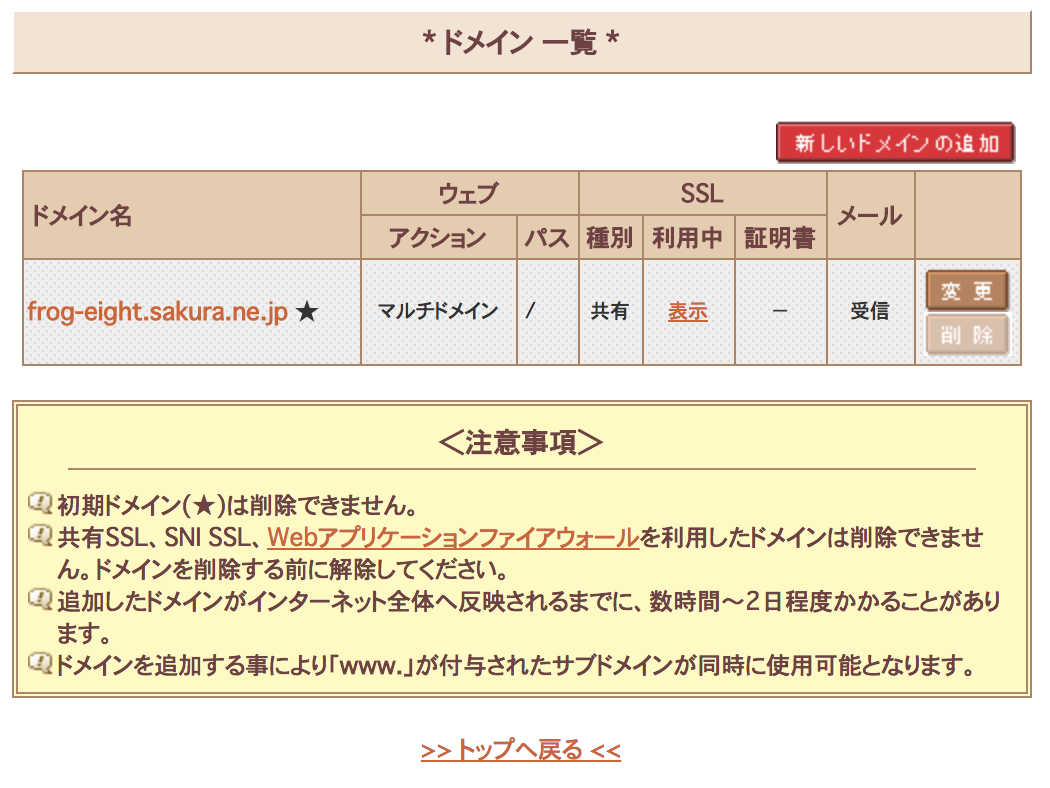 * ドメイン 一覧 *
新しいドメインの追加
ドメイン名 ウェブ SSL メール
アクション パス 種別 利用中 証明書
frog-eight.sakura.ne.jp ★ マルチドメイン / 共有 表示 － 受信
変更
削除
＜注意事項＞
初期ドメイン(★)は削除できません。
共有SSL、SNI SSL、Webアプリケーションファイアウォールを利用したドメインは削除できませ
ん。ドメインを削除する前に解除してください。
追加したドメインがインターネット全体へ反映されるまでに、数時間～2日程度かかることがあり
ます。
ドメインを追加する事により「www.」が付与されたサブドメインが同時に使用可能となります。
>> トップへ戻る <<